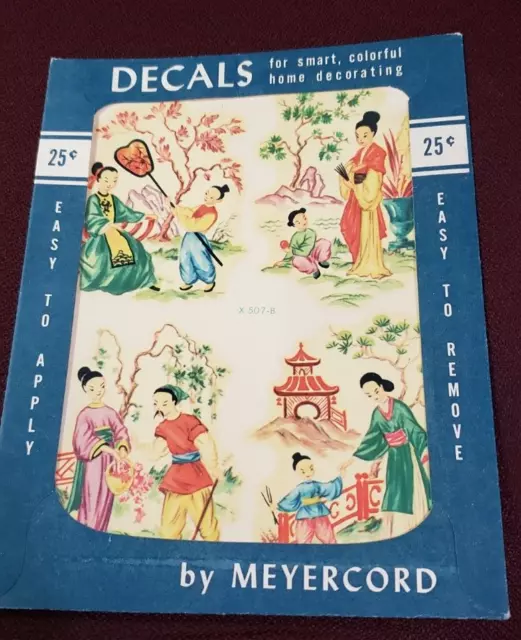 DECALS
for smart, colorful
home decorating
25¢
25¢
EASY TO APPLY
EASY TO REMOVE
X 507-B
by MEYERCORD